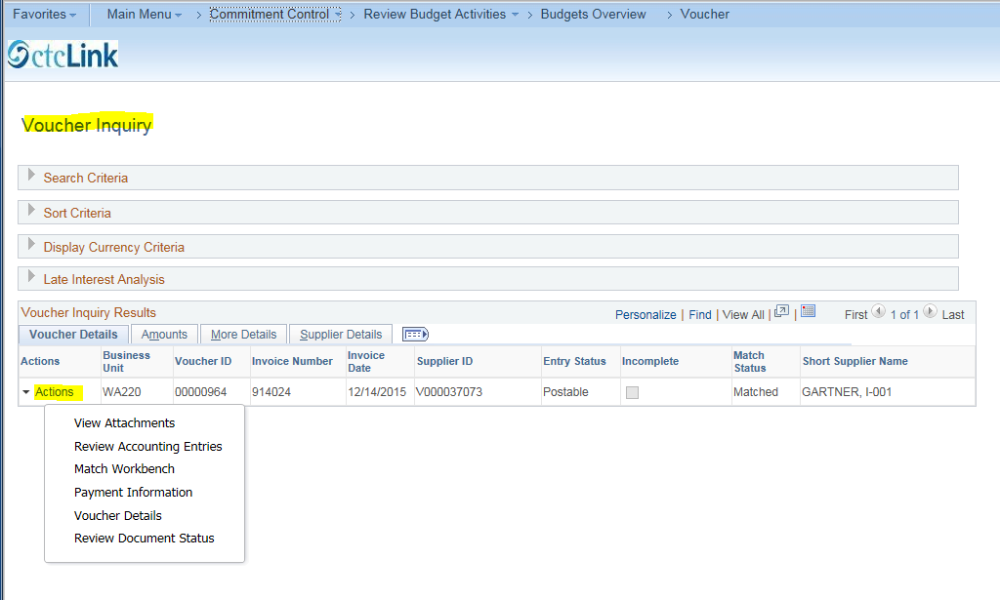 Favorites Main Menu > Commitment Control > Review Budget Activities > Budgets Overview > Voucher
ctcLink
Voucher Inquiry
Search Criteria
Sort Criteria
Display Currency Criteria
Late Interest Analysis
Voucher Inquiry Results
Personalize | Find | View All | | First 1 of 1 Last
Voucher Details Amounts More Details Supplier Details
Actions Business Unit Voucher ID Invoice Number Invoice Date Supplier ID Entry Status Incomplete Match Status Short Supplier Name
Actions WA220 00000964 914024 12/14/2015 V000037073 Postable Matched GARTNER, I-001
View Attachments
Review Accounting Entries
Match Workbench
Payment Information
Voucher Details
Review Document Status